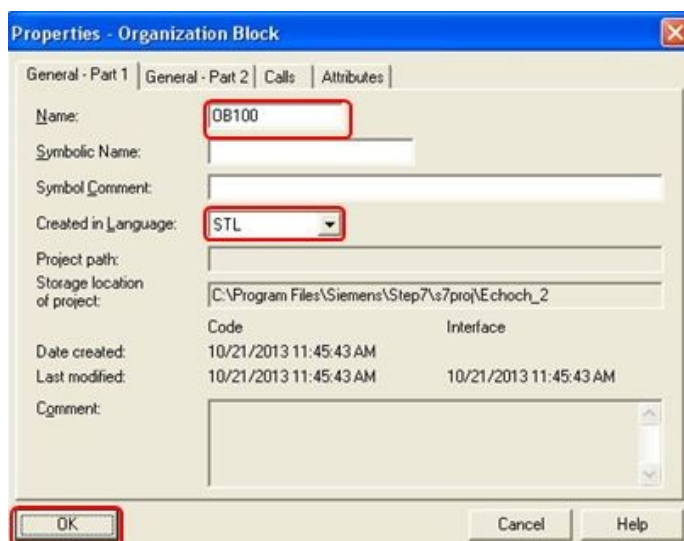 Properties - Organization Block
General - Part 1 General - Part 2 Calls Attributes
Name: OB100
Symbolic Name:
Symbol Comment:
Created in Language: STL
Project path:
Storage location
of project: C:\Program Files\Siemens\Step7\s7proj\Echoch_2
Code Interface
Date created: 10/21/2013 11:45:43 AM
Last modified: 10/21/2013 11:45:43 AM 10/21/2013 11:45:43 AM
Comment:
OK Cancel Help